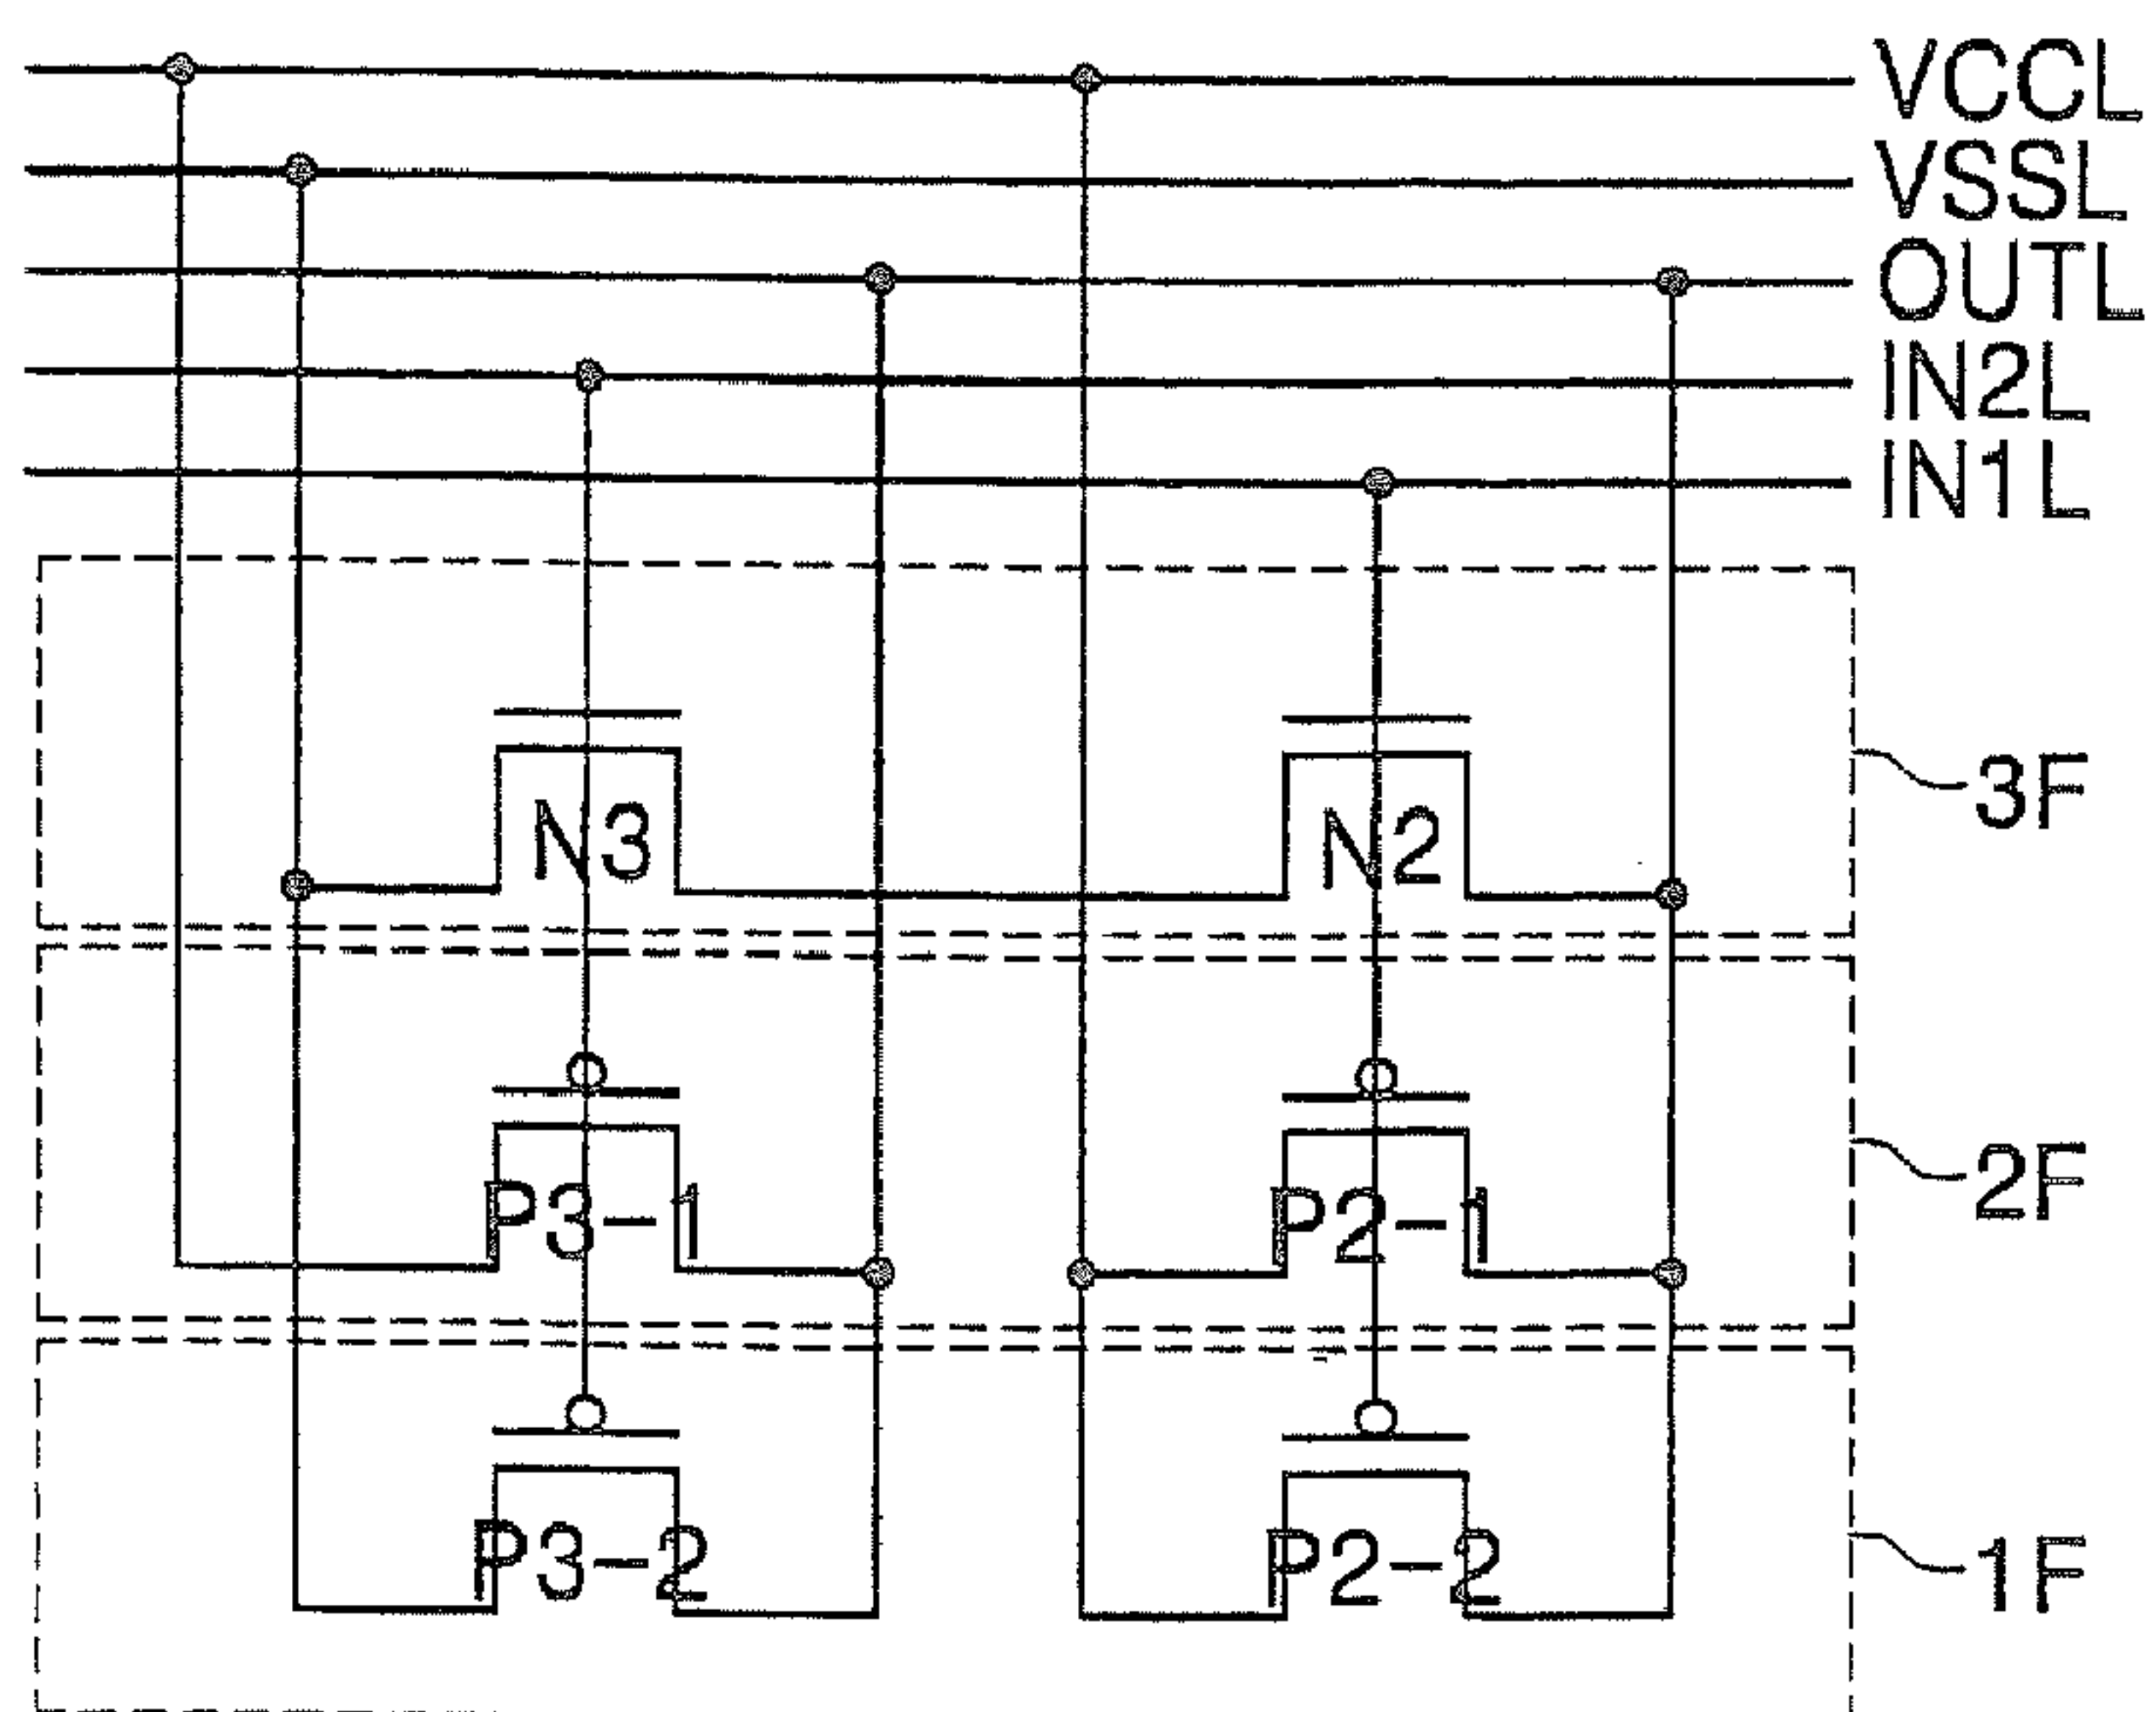 VCCL
VSSL
OUTL
IN2L
IN1L
N3 N2
3F
P3-1 P2-1
2F
P3-2 P2-2
1F